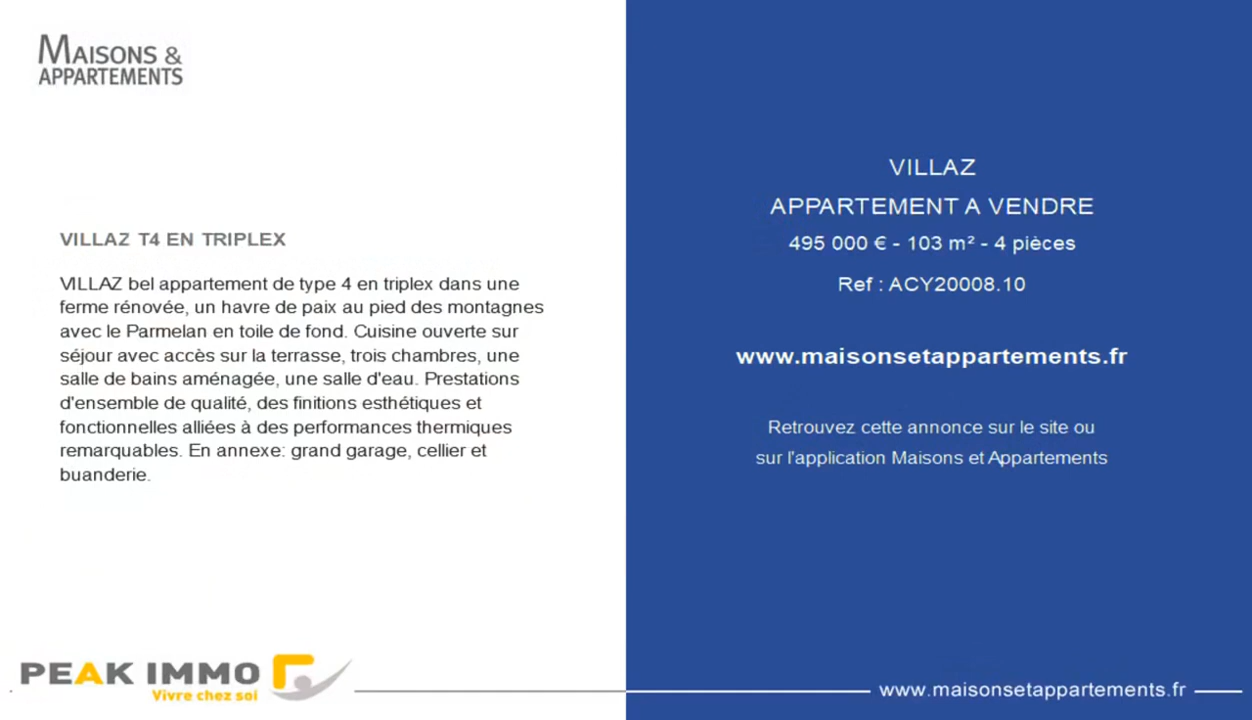 MAISONS &
APPARTEMENTS
VILLAZ T4 EN TRIPLEX
VILLAZ bel appartement de type 4 en triplex dans une
ferme rénovée, un havre de paix au pied des montagnes
avec le Parmelan en toile de fond. Cuisine ouverte sur
séjour avec accès sur la terrasse, trois chambres, une
salle de bains aménagée, une salle d'eau. Prestations
d'ensemble de qualité, des finitions esthétiques et
fonctionnelles alliées à des performances thermiques
remarquables. En annexe: grand garage, cellier et
buanderie.
VILLAZ
APPARTEMENT A VENDRE
495 000 € - 103 m² - 4 pièces
Ref : ACY20008.10
www.maisonsetappartements.fr
Retrouvez cette annonce sur le site ou
sur l'application Maisons et Appartements
PEAK IMMO
Vivre chez soi
www.maisonsetappartements.fr